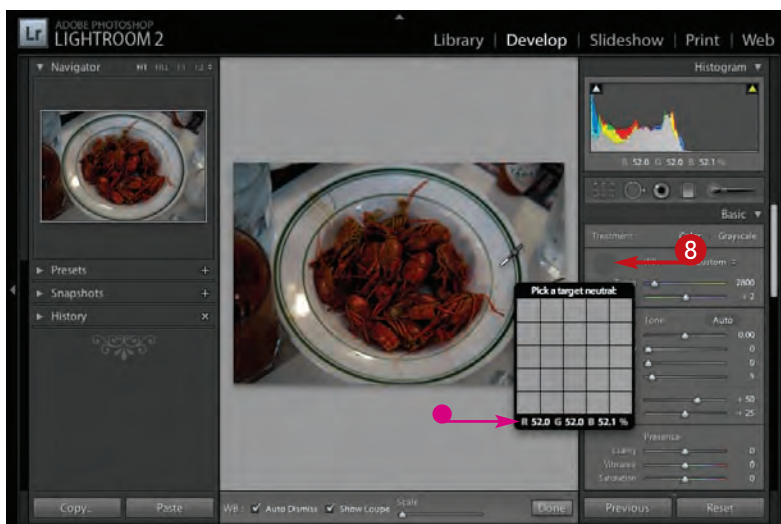 Lr
ADOBE PHOTOSHOP
LIGHTROOM 2
Library | Develop | Slideshow | Print | Web
Navigator
Histogram
R 52.0 G 52.0 B 52.1 %
Basic
Treatment: Color Grayscale
8
Custom
2800
+ 2
Pick a target neutral:
R 52.0 G 52.0 B 52.1 %
Tone Auto
0.00
0
0
5
+ 50
+ 25
Presence
Clarity 0
Vibrance 0
Saturation 0
Presets
Snapshots
History
Copy...
Paste
WB: Auto Dismiss Show Loupe Scale
Done
Previous
Reset